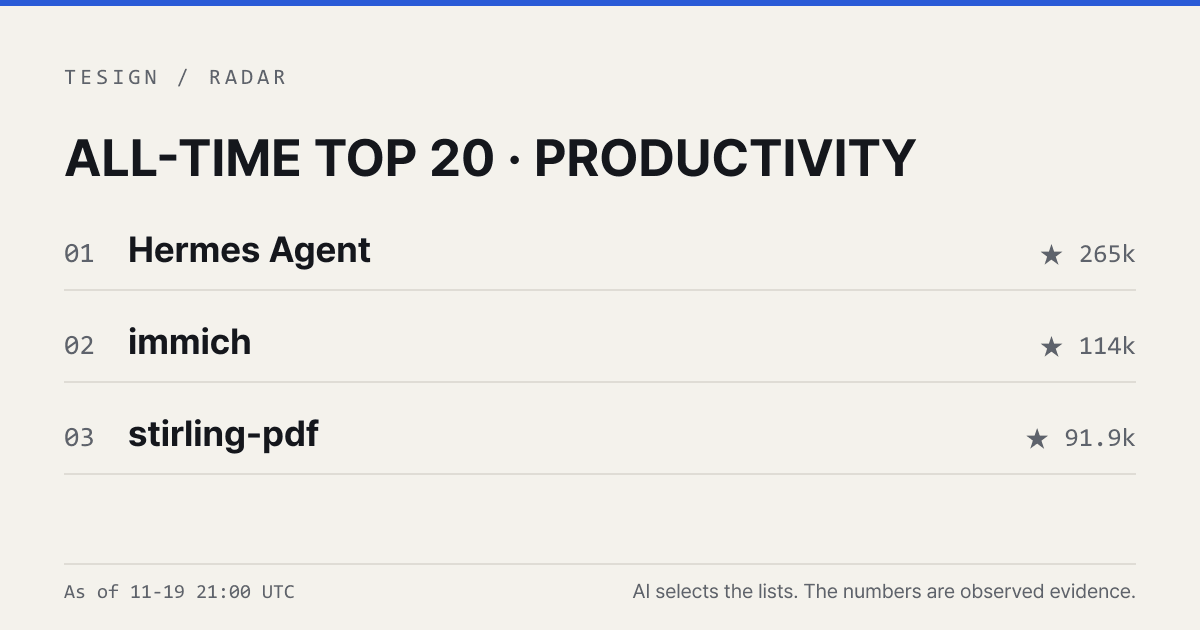 TESIGN / RADAR
ALL-TIME TOP 20 · PRODUCTIVITY
01 Hermes Agent ★ 265k
02 immich ★ 114k
03 stirling-pdf ★ 91.9k
As of 11-19 21:00 UTC AI selects the lists. The numbers are observed evidence.